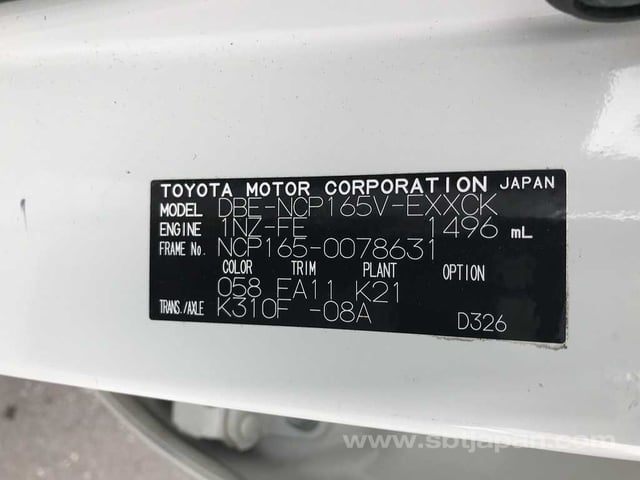 TOYOTA MOTOR CORPORATION JAPAN
MODEL DBE-NCP165V-EXXCK
ENGINE 1NZ-FE 1496 mL
FRAME No. NCP165-0078631
COLOR TRIM PLANT OPTION
058 FA11 K21
TRANS./AXLE K310F -08A
D326
www.sbtjapan.com